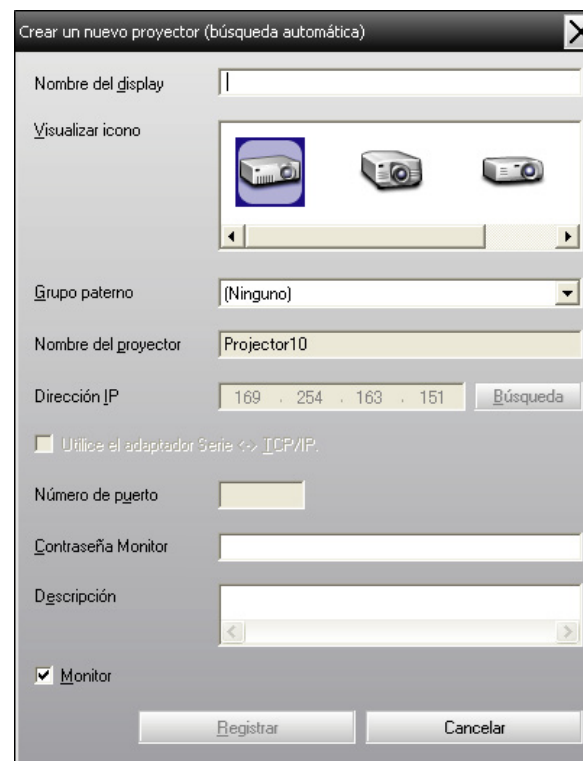 Crear un nuevo proyector (búsqueda automática)
Nombre del display
Visualizar icono
Grupo paterno (Ninguno)
Nombre del proyector Projector10
Dirección IP 169 . 254 . 163 . 151 Búsqueda
Utilice el adaptador Serie <-> TCP/IP.
Número de puerto
Contraseña Monitor
Descripción
Monitor
Registrar Cancelar